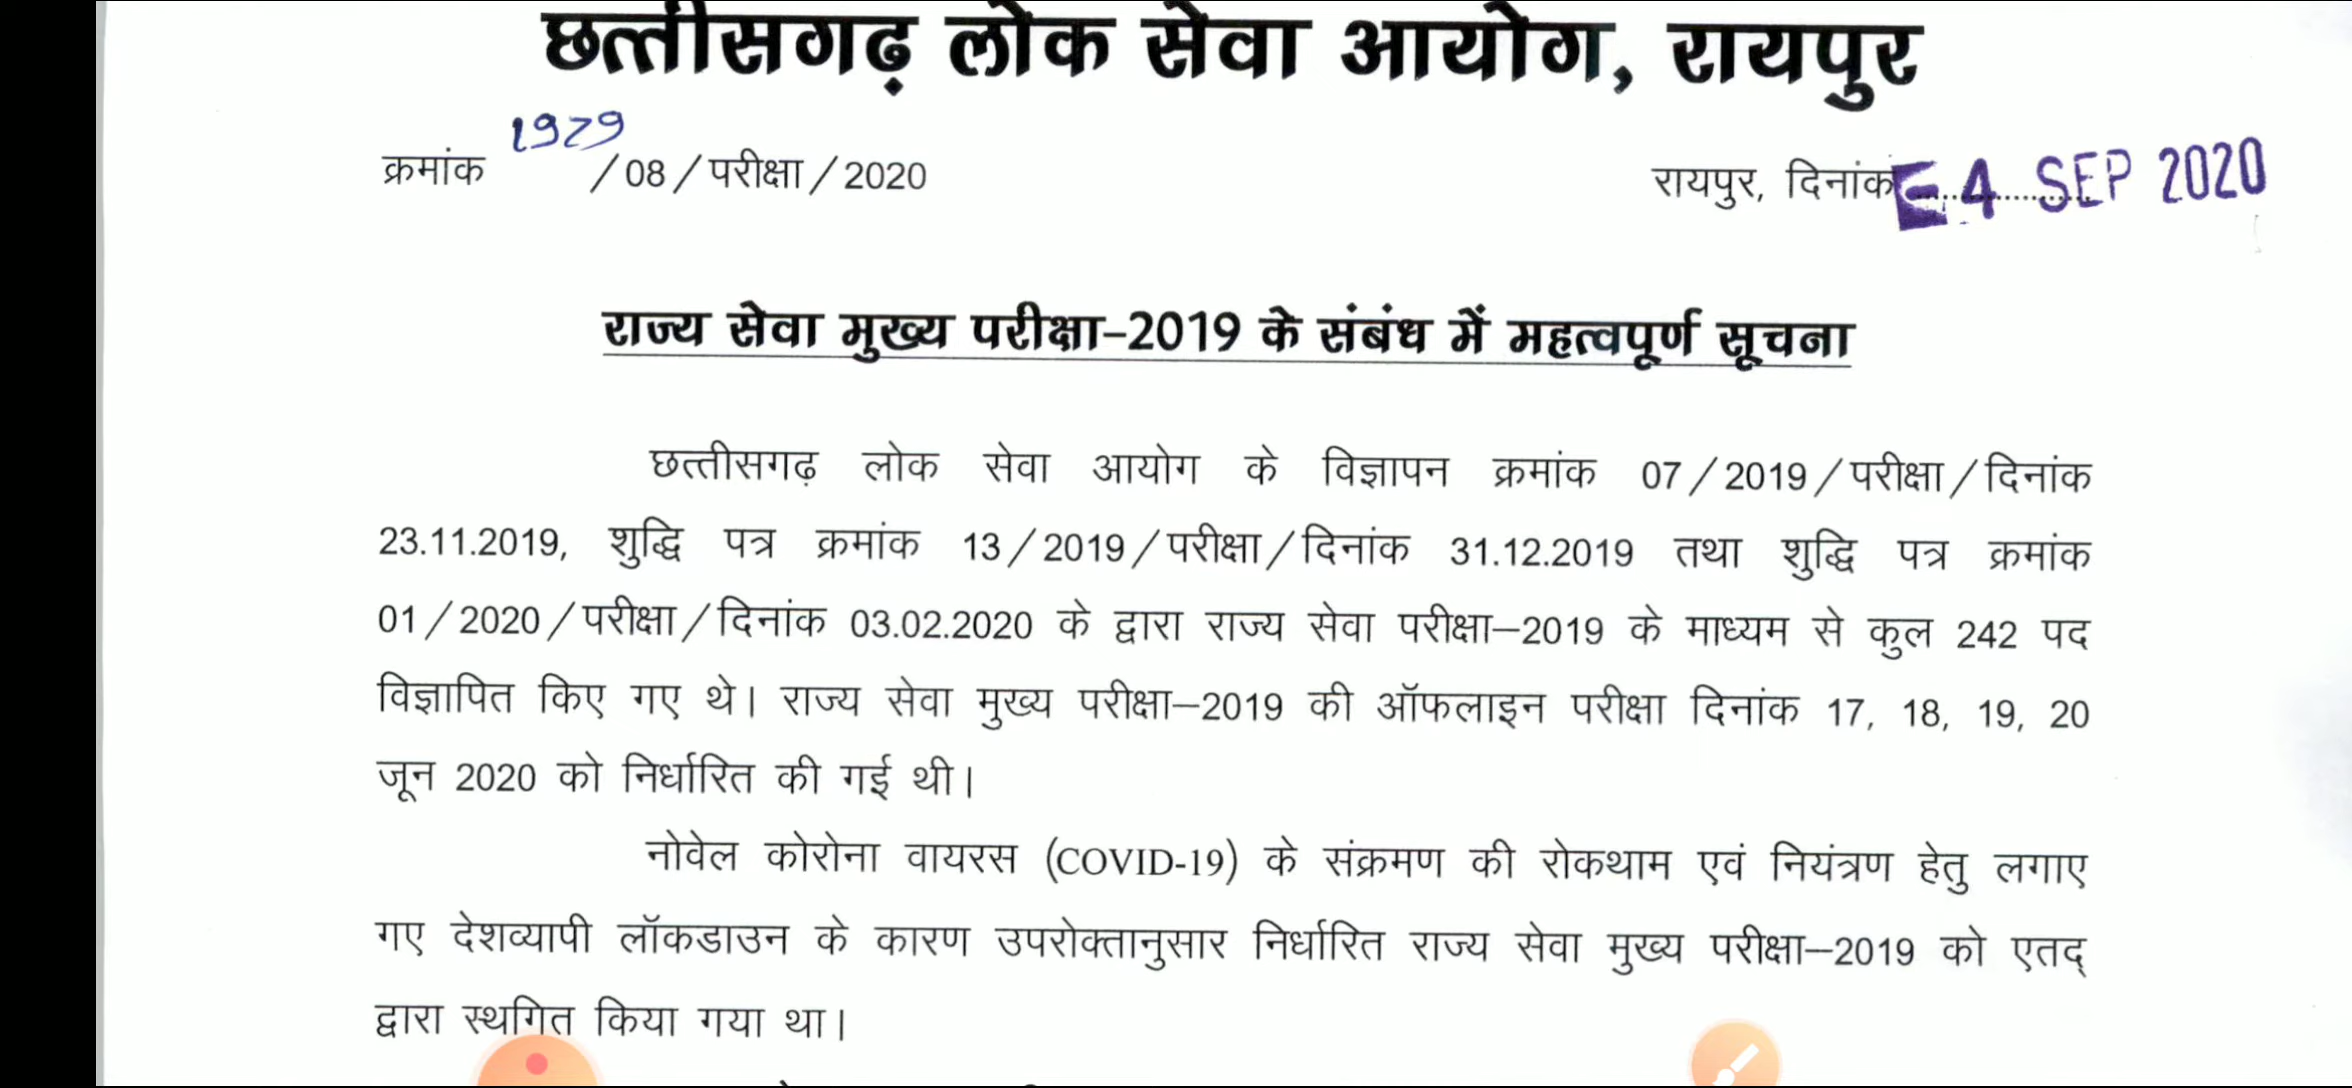 छत्तीसगढ़ लोक सेवा आयोग, रायपुर
क्रमांक 1929/08/परीक्षा/2020
रायपुर, दिनांक 4 SEP 2020
राज्य सेवा मुख्य परीक्षा-2019 के संबंध में महत्वपूर्ण सूचना
छत्तीसगढ़ लोक सेवा आयोग के विज्ञापन क्रमांक 07/2019/परीक्षा/दिनांक
23.11.2019, शुद्धि पत्र क्रमांक 13/2019/परीक्षा/दिनांक 31.12.2019 तथा शुद्धि पत्र क्रमांक
01/2020/परीक्षा/दिनांक 03.02.2020 के द्वारा राज्य सेवा परीक्षा–2019 के माध्यम से कुल 242 पद
विज्ञापित किए गए थे। राज्य सेवा मुख्य परीक्षा–2019 की ऑफलाइन परीक्षा दिनांक 17, 18, 19, 20
जून 2020 को निर्धारित की गई थी।
नोवेल कोरोना वायरस (COVID-19) के संक्रमण की रोकथाम एवं नियंत्रण हेतु लगाए
गए देशव्यापी लॉकडाउन के कारण उपरोक्तानुसार निर्धारित राज्य सेवा मुख्य परीक्षा–2019 को एतद्
द्वारा स्थगित किया गया था।